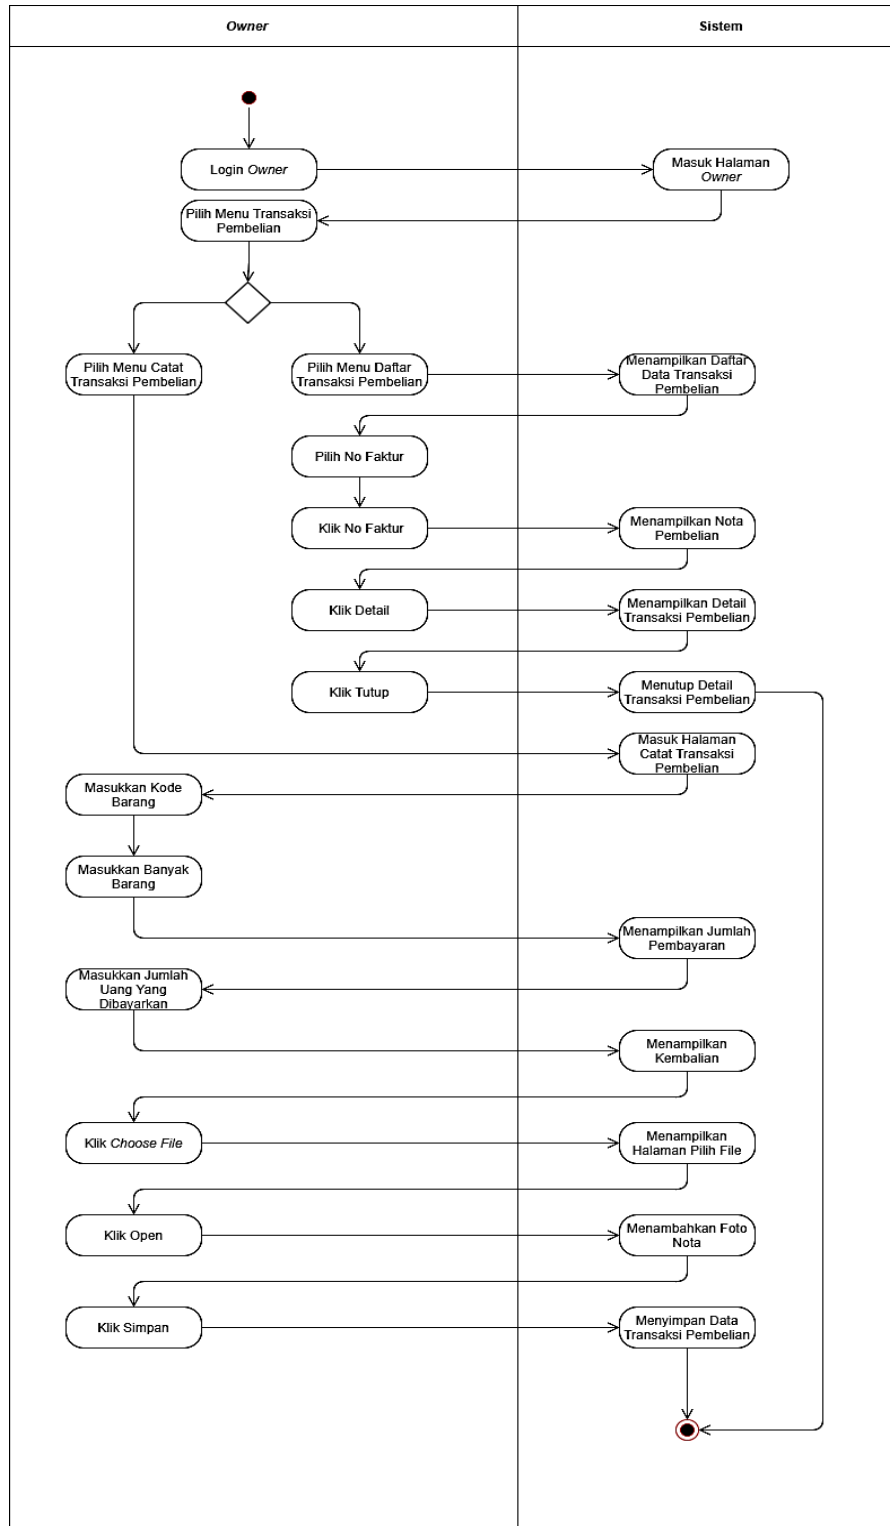 Owner
Sistem
Login Owner
Masuk Halaman
Owner
Pilih Menu Transaksi
Pembelian
Pilih Menu Catat
Transaksi Pembelian
Pilih Menu Daftar
Transaksi Pembelian
Menampilkan Daftar
Data Transaksi
Pembelian
Pilih No Faktur
Klik No Faktur
Menampilkan Nota
Pembelian
Klik Detail
Menampilkan Detail
Transaksi Pembelian
Klik Tutup
Menutup Detail
Transaksi Pembelian
Masuk Halaman
Catat Transaksi
Pembelian
Masukkan Kode
Barang
Masukkan Banyak
Barang
Menampilkan Jumlah
Pembayaran
Masukkan Jumlah
Uang Yang
Dibayarkan
Menampilkan
Kembalian
Klik Choose File
Menampilkan
Halaman Pilih File
Klik Open
Menambahkan Foto
Nota
Klik Simpan
Menyimpan Data
Transaksi Pembelian